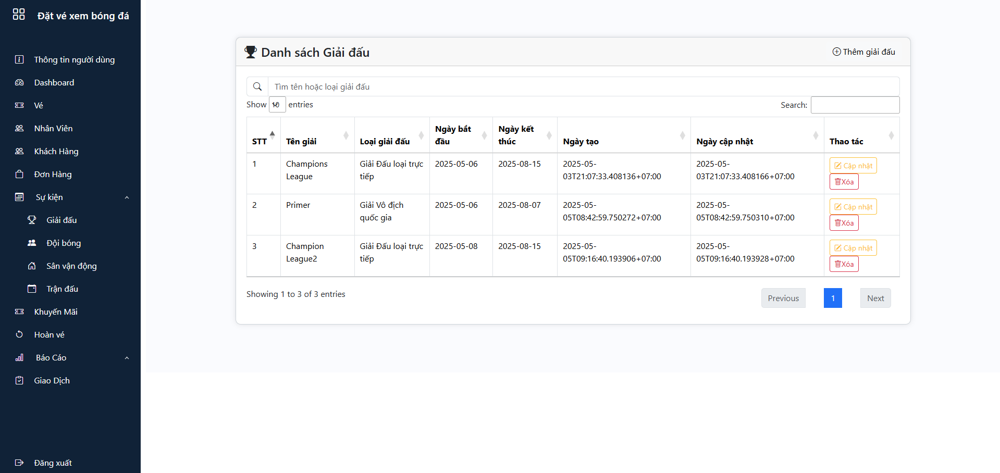 Đặt vé xem bóng đá
Thông tin người dùng
Dashboard
Vé
Nhân Viên
Khách Hàng
Đơn Hàng
Sự kiện
Giải đấu
Đội bóng
Sân vận động
Trận đấu
Khuyến Mãi
Hoàn vé
Báo Cáo
Giao Dịch
Đăng xuất
Danh sách Giải đấu
Thêm giải đấu
Tìm tên hoặc loại giải đấu
Show 10 entries
Search:
STT
Tên giải
Loại giải đấu
Ngày bắt
đầu
Ngày kết
thúc
Ngày tạo
Ngày cập nhật
Thao tác
1
Champions
League
Giải Đấu loại trực
tiếp
2025-05-06
2025-08-15
2025-05-
03T21:07:33.408136+07:00
2025-05-
03T21:07:33.408166+07:00
Cập nhật
Xóa
2
Primer
Giải Vô địch
quốc gia
2025-05-06
2025-08-07
2025-05-
05T08:42:59.750272+07:00
2025-05-
05T08:42:59.750310+07:00
Cập nhật
Xóa
3
Champion
League2
Giải Đấu loại trực
tiếp
2025-05-08
2025-08-15
2025-05-
05T09:16:40.193906+07:00
2025-05-
05T09:16:40.193928+07:00
Cập nhật
Xóa
Showing 1 to 3 of 3 entries
Previous
1
Next